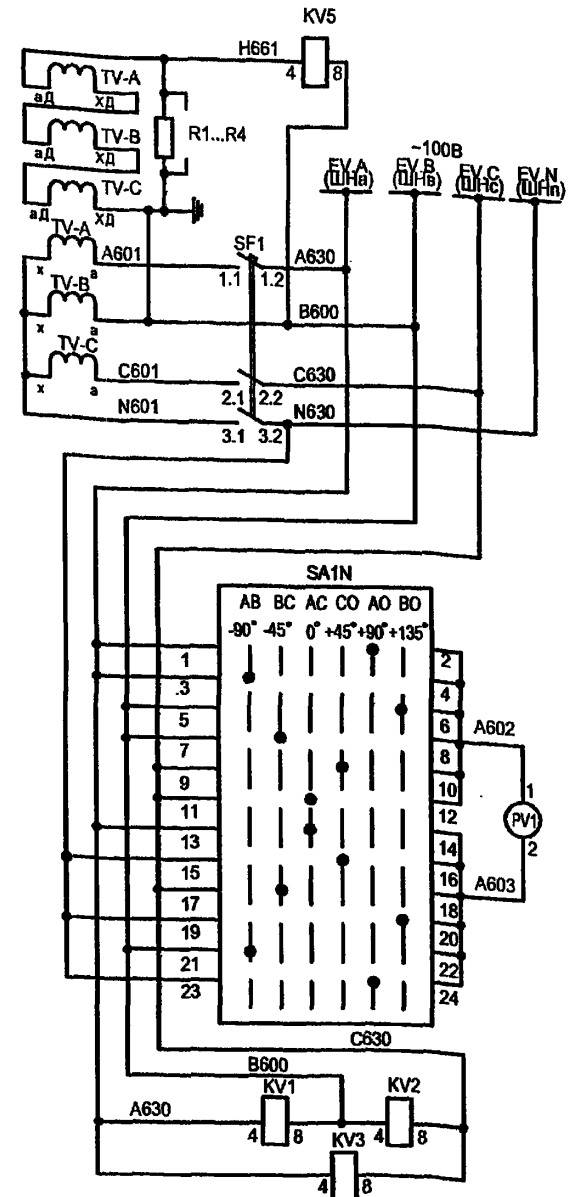 KV5
H661
4 8
TV-A
аД хД
TV-B
аД хД
R1...R4
TV-C
аД хД
~100В
EV.A EV.B EV.C EV.N
(ШНа) (ШНв) (ШНс) (ШНn)
TV-A
х а
A601
SF1
1.1 1.2
A630
TV-B
х а
B600
TV-C
х а
C601
2.1 2.2
C630
N601
3.1 3.2
N630
SA1N
AB BC AC CO AO BO
-90° -45° 0° +45° +90° +135°
1 2
.3 4
5 6
A602
7 8
9 10
1
11 12
PV1
13 14
2
15 16
A603
17 18
19 20
21 22
23 24
C630
B600
KV1 KV2
A630
4 8 4 8
KV3
4 8